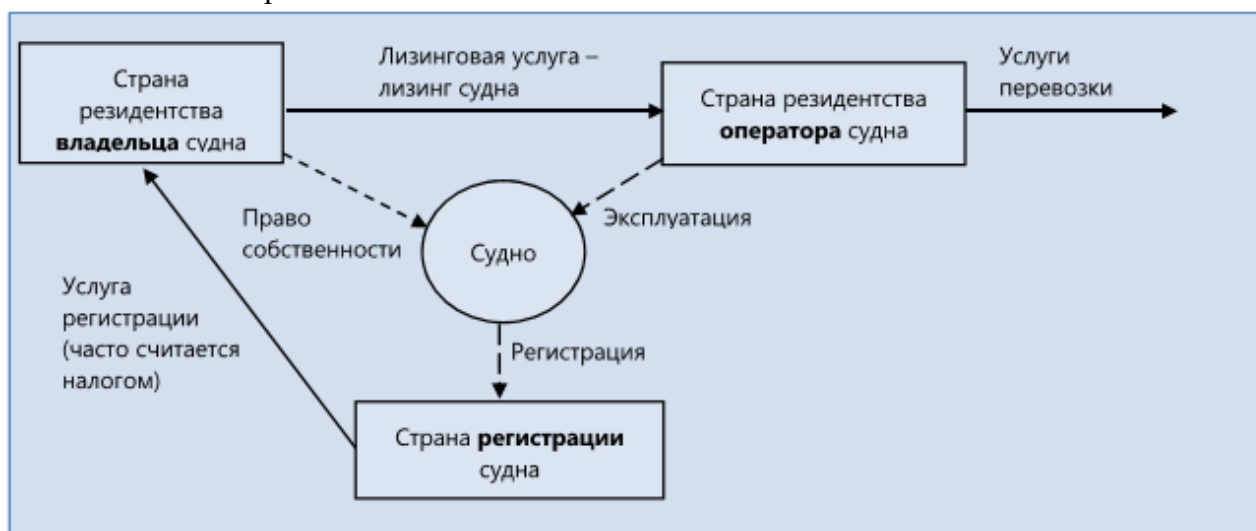 Страна
резидентства
владельца судна
Лизинговая услуга –
лизинг судна
Страна резидентства
оператора судна
Услуги
перевозки
Право
собственности
Судно
Эксплуатация
Услуга
регистрации
(часто считается
налогом)
Регистрация
Страна регистрации
судна